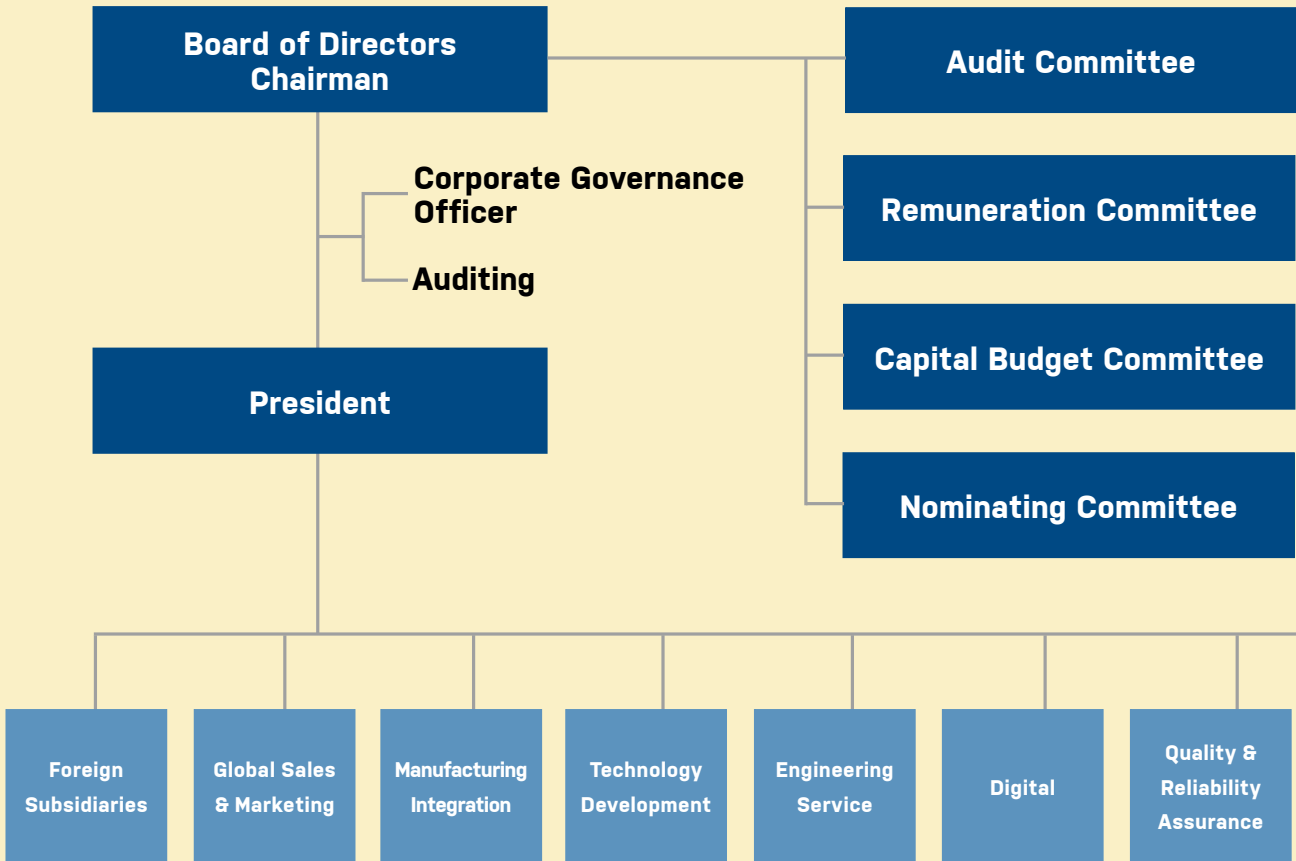 Board of Directors
Chairman
Audit Committee
Corporate Governance
Officer
Auditing
Remuneration Committee
President
Capital Budget Committee
Nominating Committee
Foreign
Subsidiaries
Global Sales
& Marketing
Manufacturing
Integration
Technology
Development
Engineering
Service
Digital
Quality &
Reliability
Assurance